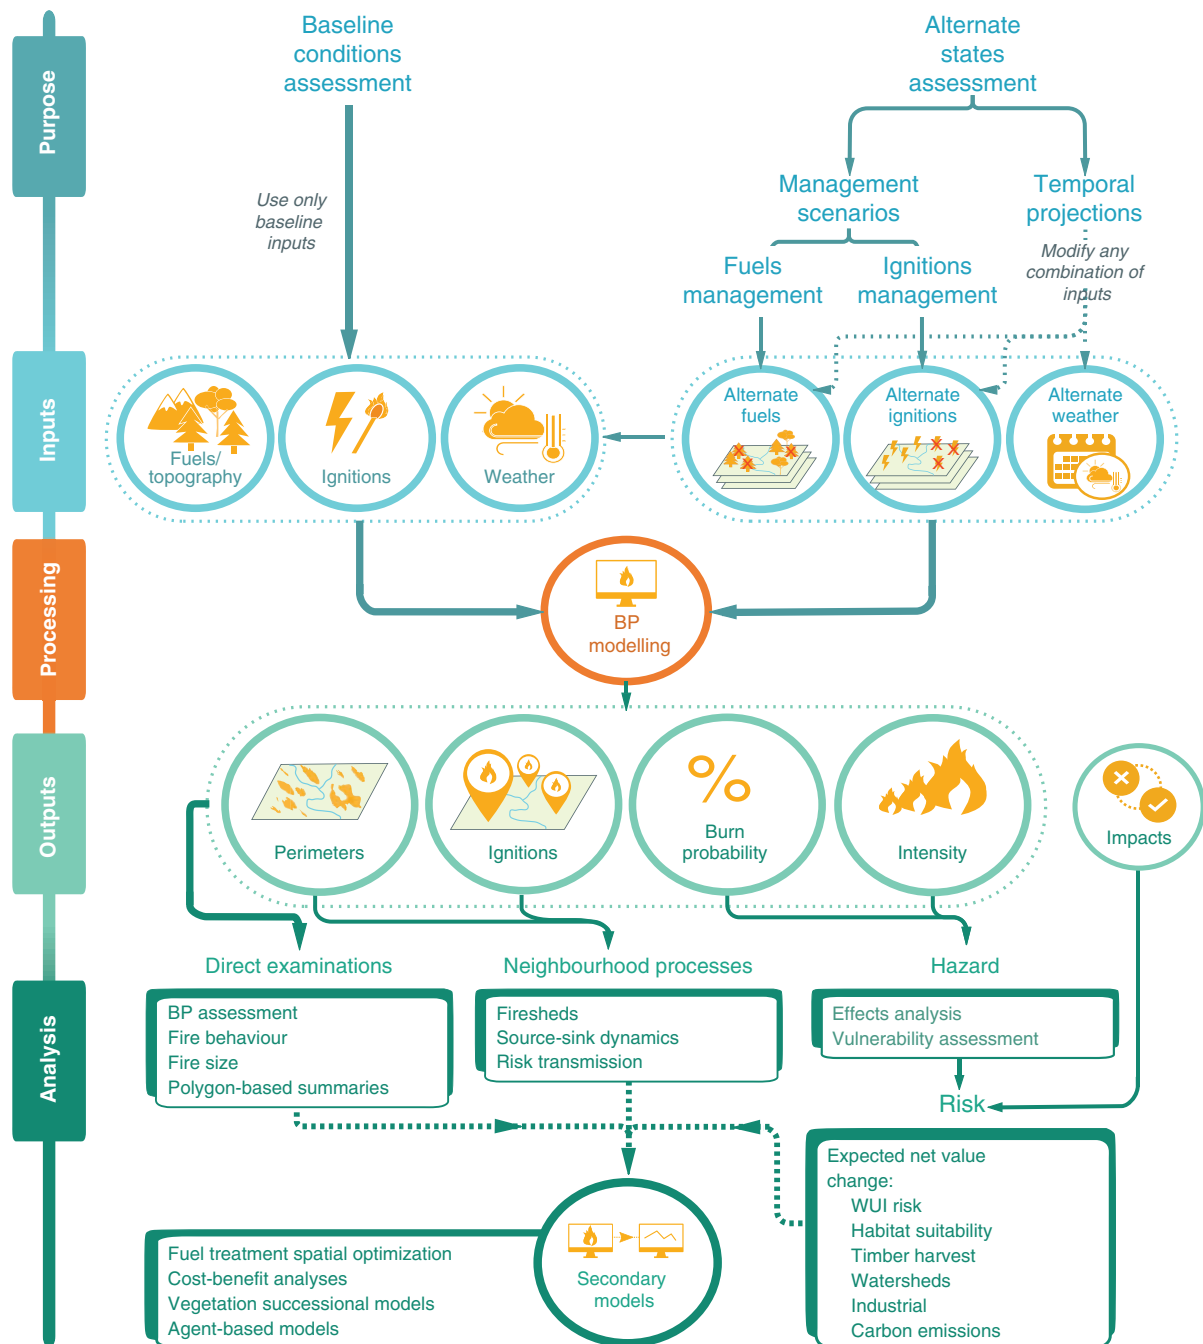 Purpose
Baseline
conditions
assessment
Alternate
states
assessment
Use only
baseline
inputs
Management
scenarios
Temporal
projections
Modify any
combination of
inputs
Fuels
management
Ignitions
management
Inputs
Fuels/
topography
Ignitions
Weather
Alternate
fuels
Alternate
ignitions
Alternate
weather
Processing
BP
modelling
Outputs
Perimeters
Ignitions
Burn
probability
Intensity
Impacts
Analysis
Direct examinations
BP assessment
Fire behaviour
Fire size
Polygon-based summaries
Neighbourhood processes
Firesheds
Source-sink dynamics
Risk transmission
Hazard
Effects analysis
Vulnerability assessment
Risk
Expected net value
change:
WUI risk
Habitat suitability
Timber harvest
Watersheds
Industrial
Carbon emissions
Secondary
models
Fuel treatment spatial optimization
Cost-benefit analyses
Vegetation successional models
Agent-based models